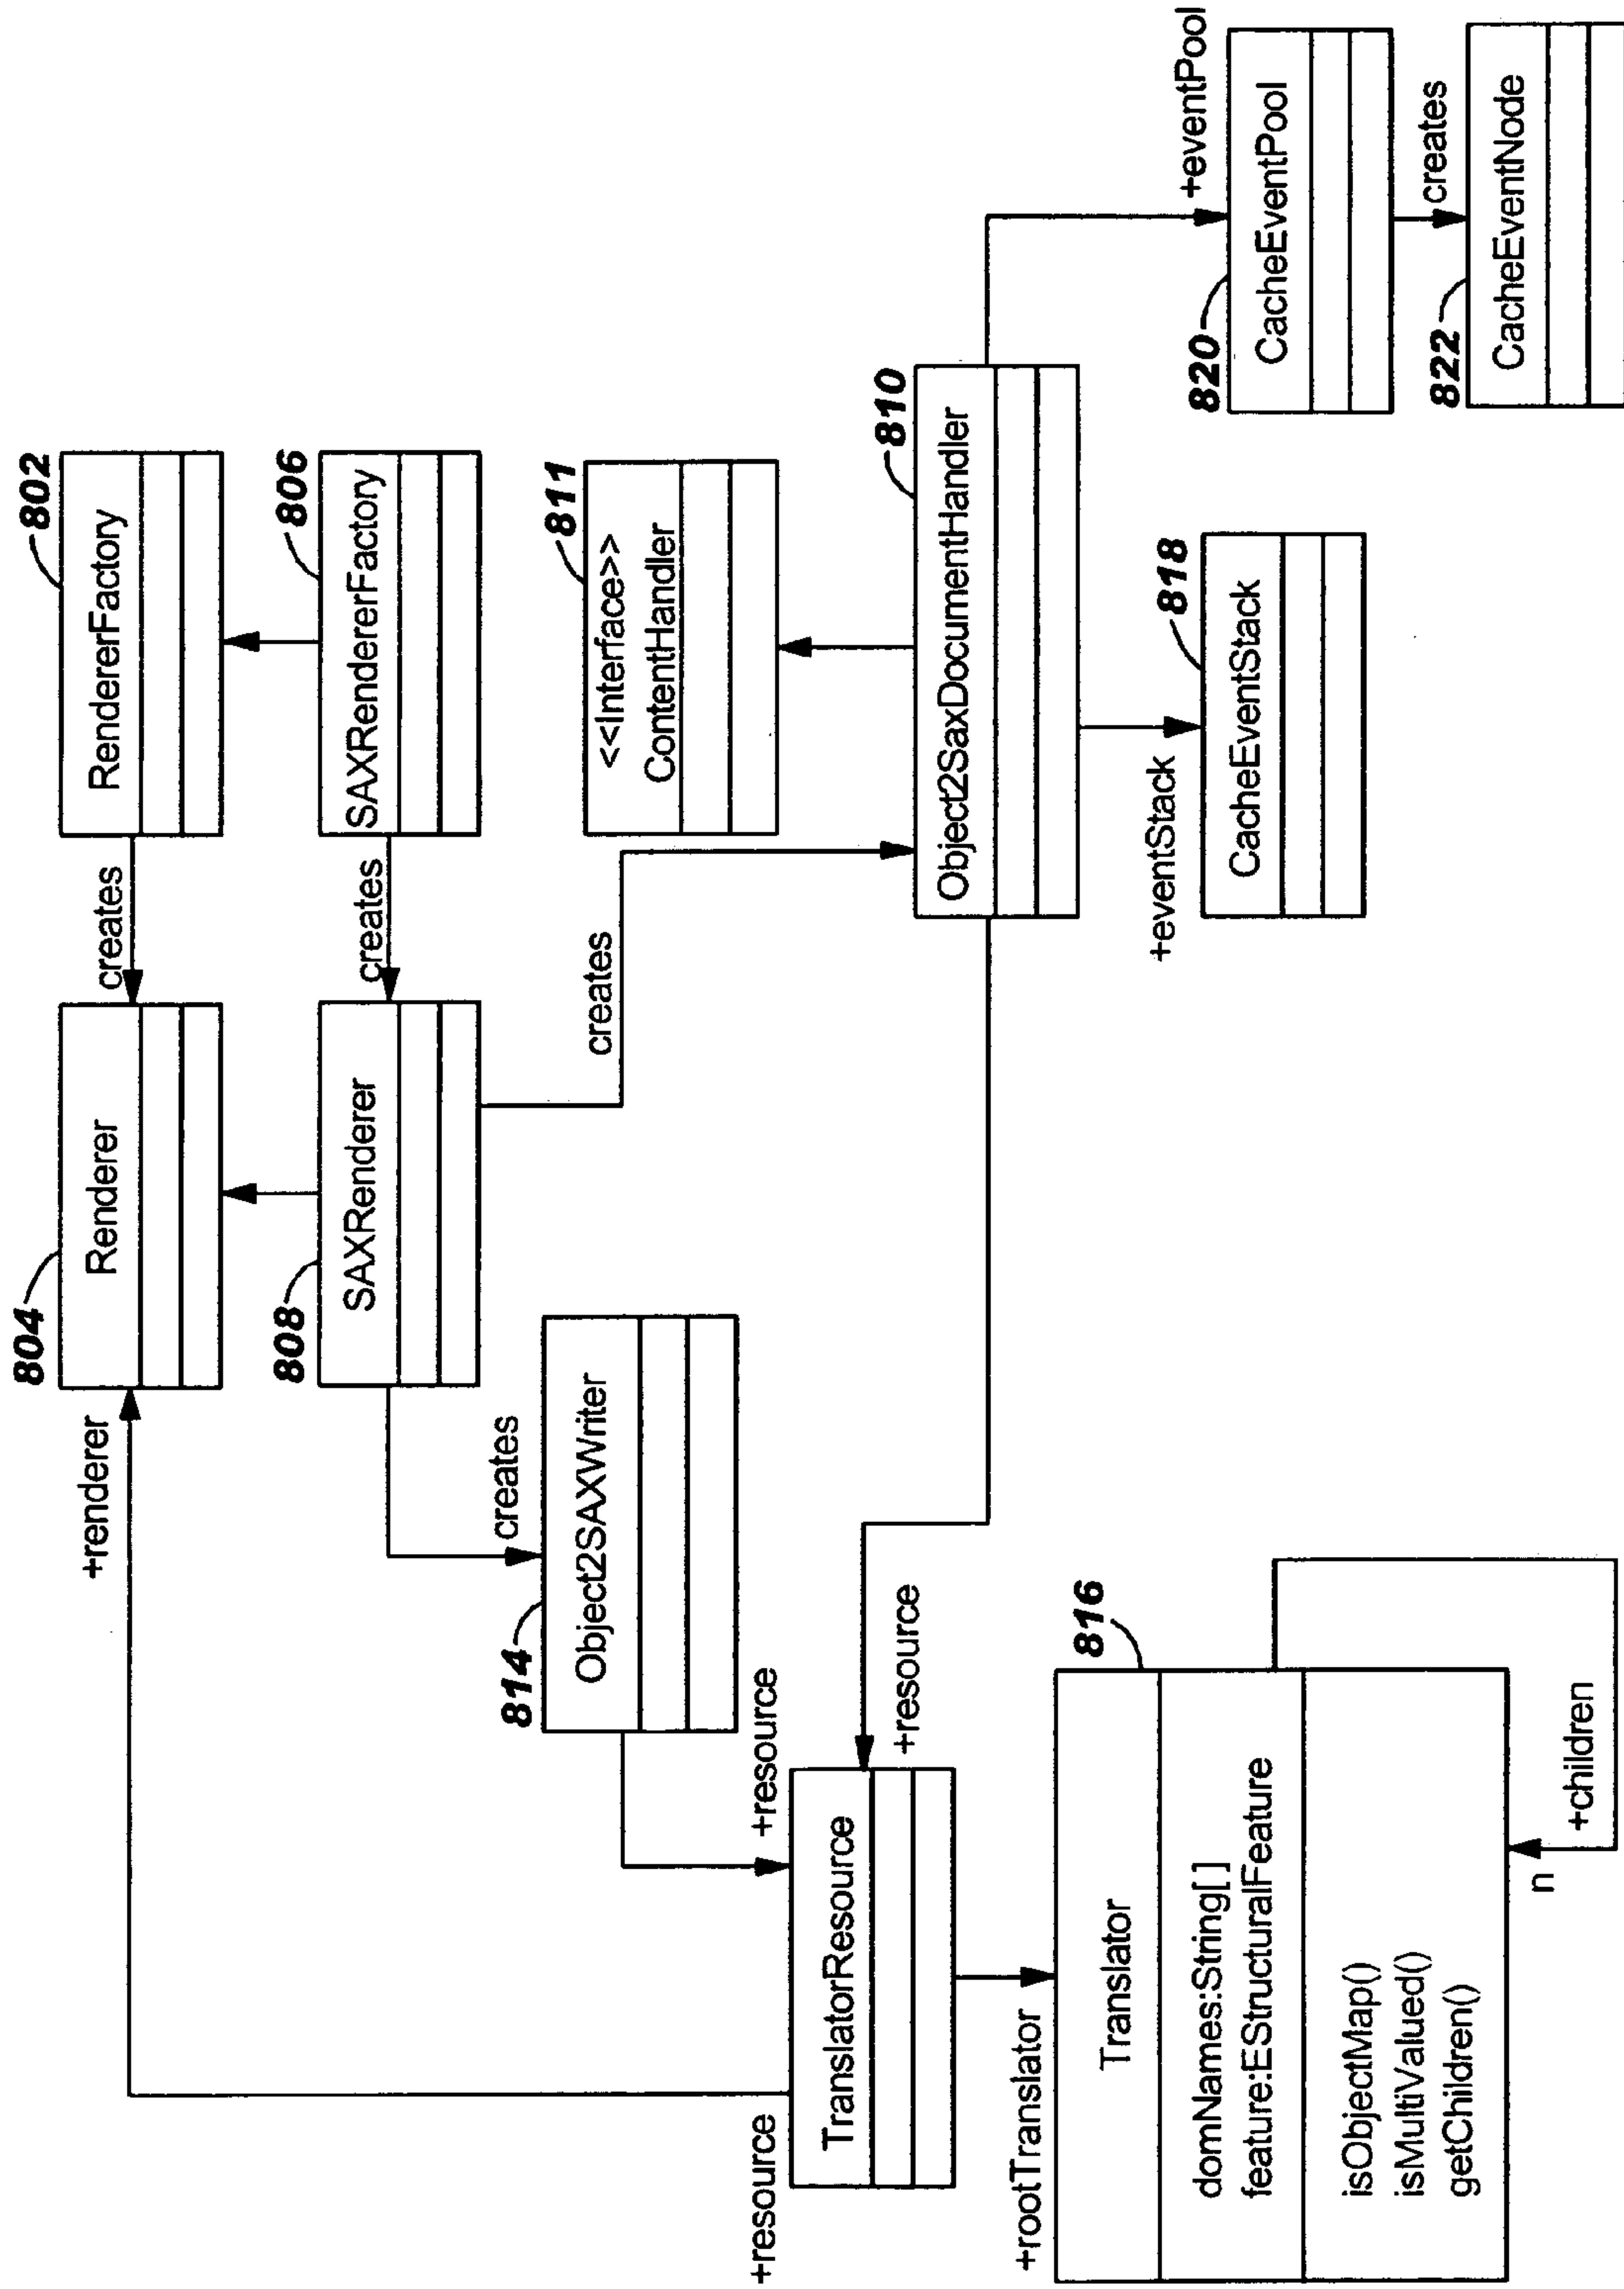 804
Renderer
+renderer
creates
802
RendererFactory
808
SAXRenderer
creates
806
SAXRendererFactory
814
Object2SAXWriter
creates
creates
811
<<Interface>>
ContentHandler
+resource
TranslatorResource
+resource
+resource
810
Object2SaxDocumentHandler
+rootTranslator
816
Translator
domNames:String[ ]
feature:EStructuralFeature
isObjectMap()
isMultiValued()
getChildren()
n
+children
+eventStack
818
CacheEventStack
+eventPool
820
CacheEventPool
creates
822
CacheEventNode